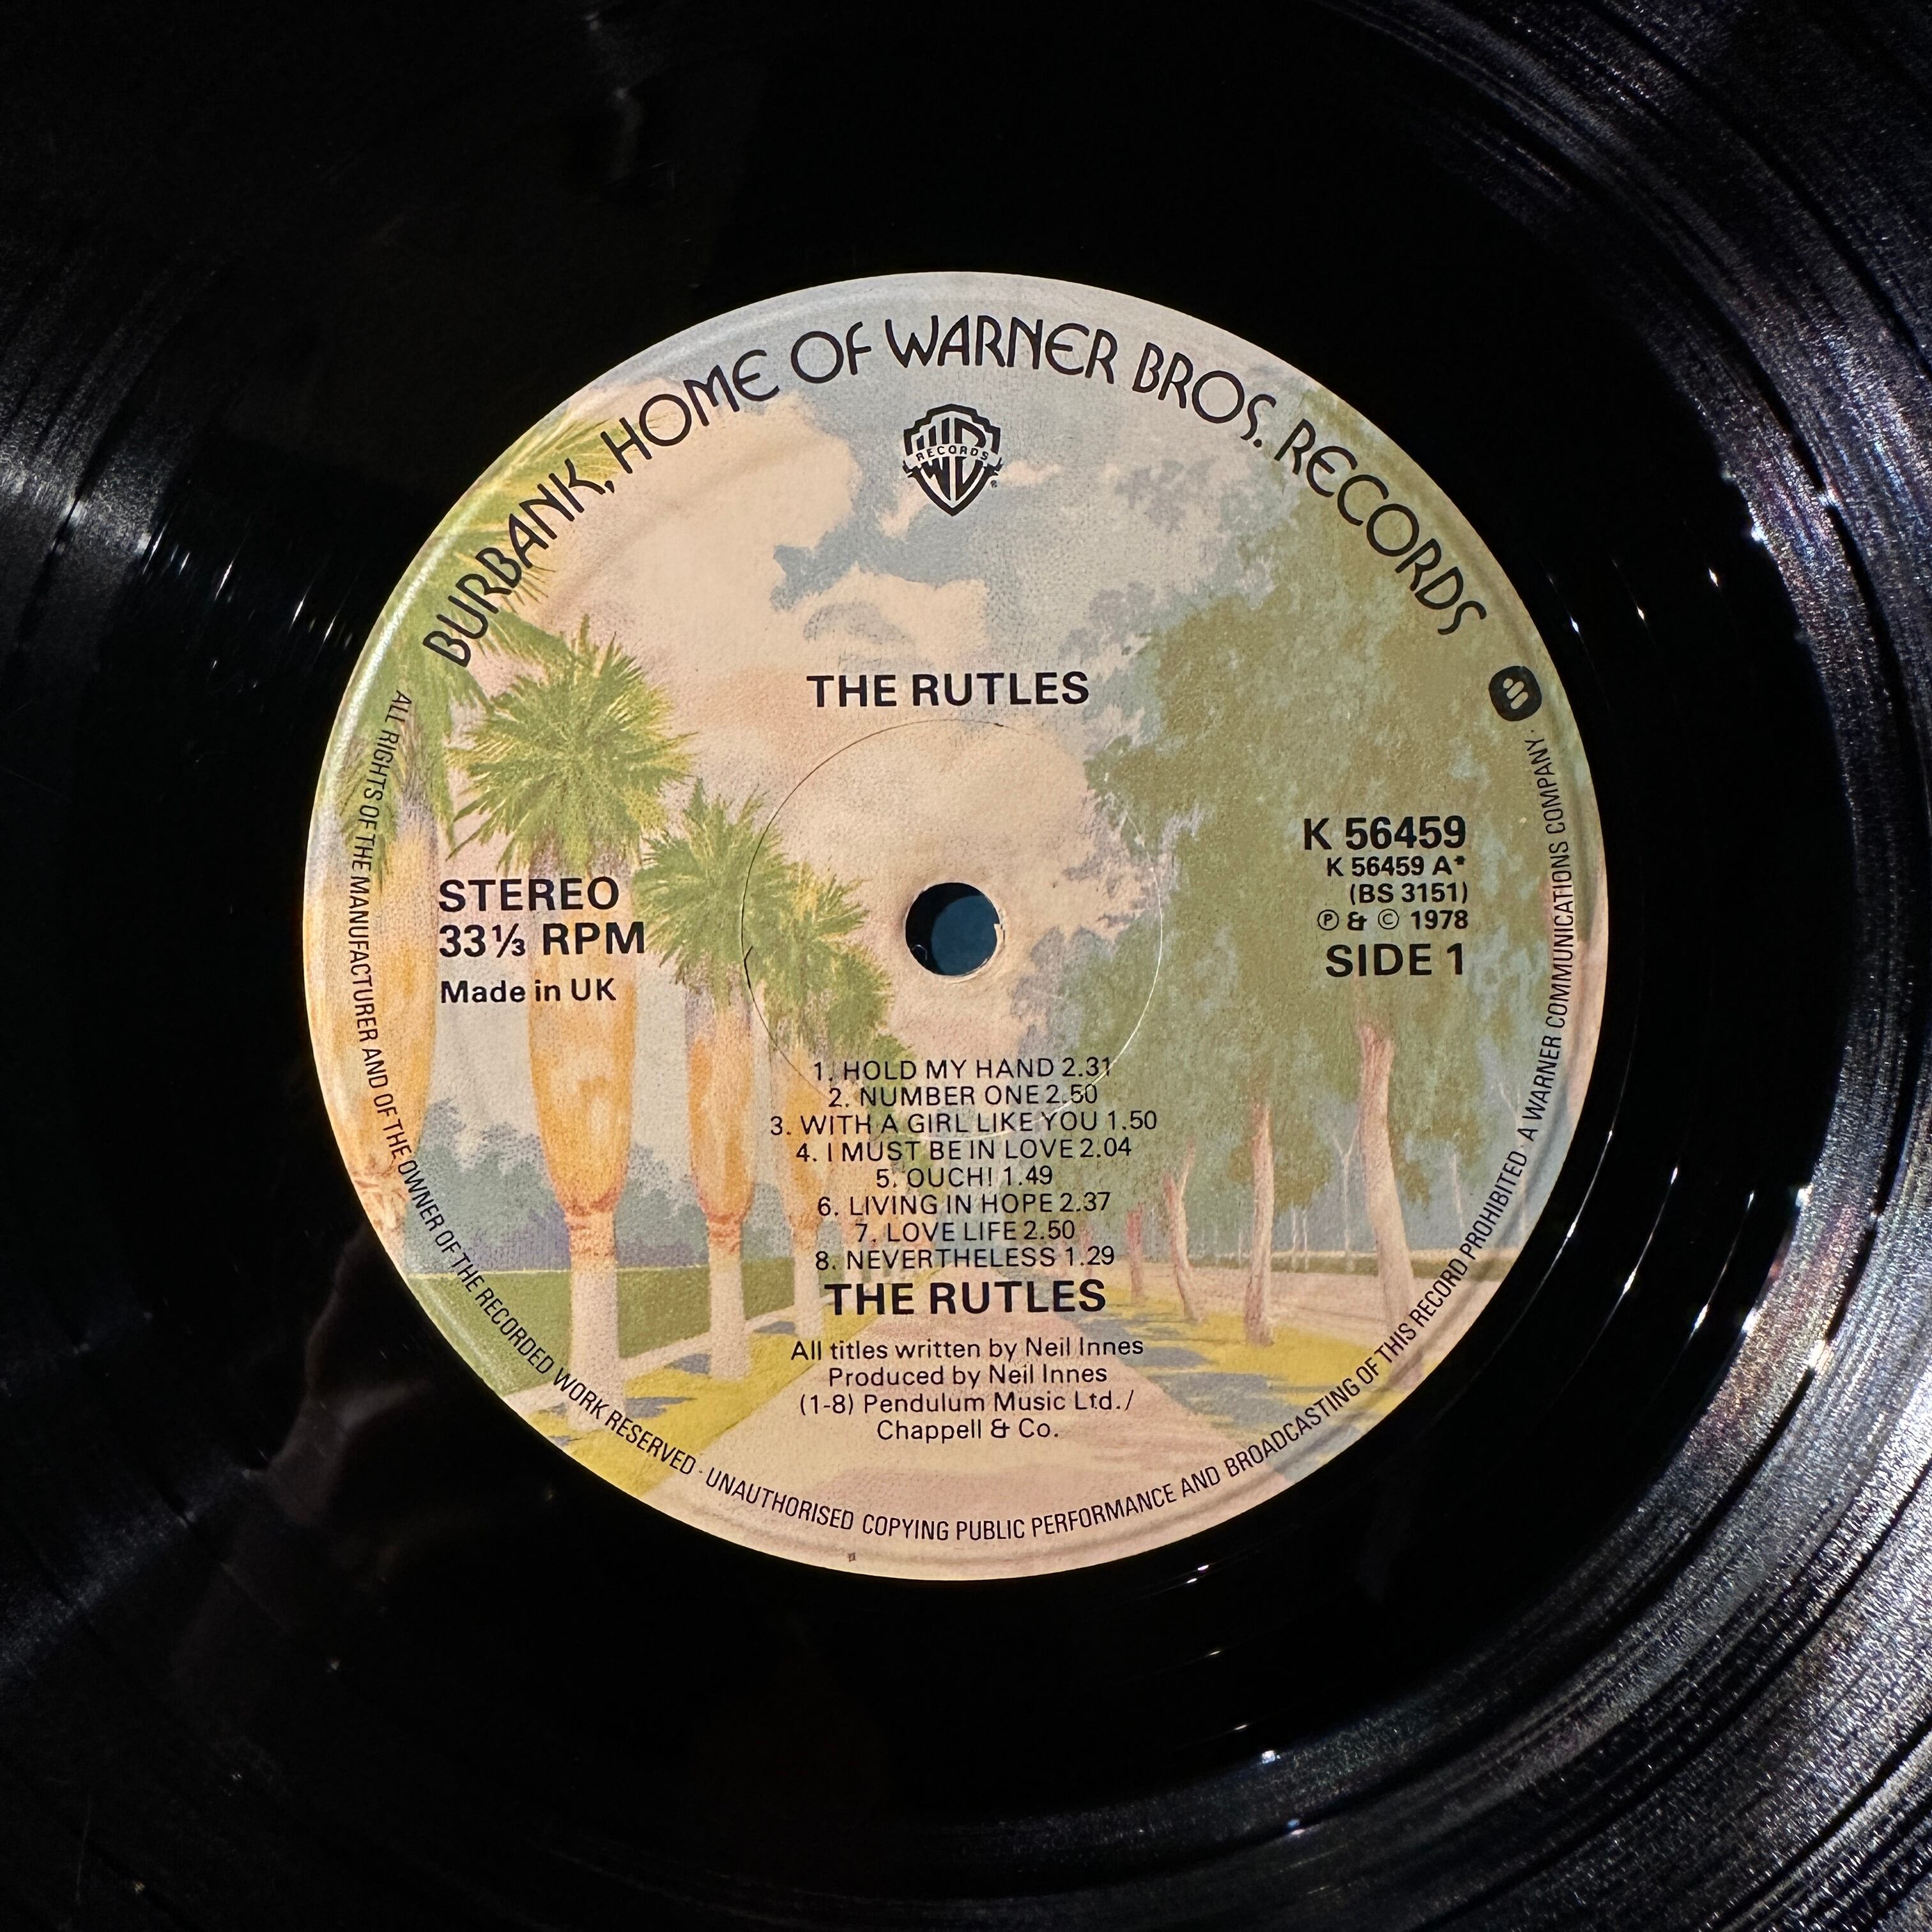 BURBANK, HOME OF WARNER BROS. RECORDS
W B
RECORDS
®
THE RUTLES
STEREO
33⅓ RPM
Made in UK
K 56459
K 56459 A*
(BS 3151)
℗ & © 1978
SIDE 1
1. HOLD MY HAND 2.31
2. NUMBER ONE 2.50
3. WITH A GIRL LIKE YOU 1.50
4. I MUST BE IN LOVE 2.04
5. OUCH! 1.49
6. LIVING IN HOPE 2.37
7. LOVE LIFE 2.50
8. NEVERTHELESS 1.29
THE RUTLES
All titles written by Neil Innes
Produced by Neil Innes
(1-8) Pendulum Music Ltd./
Chappell & Co.
ALL RIGHTS OF THE MANUFACTURER AND OF THE OWNER OF THE RECORDED WORK RESERVED · UNAUTHORISED COPYING PUBLIC PERFORMANCE AND BROADCASTING OF THIS RECORD PROHIBITED · A WARNER COMMUNICATIONS COMPANY ·